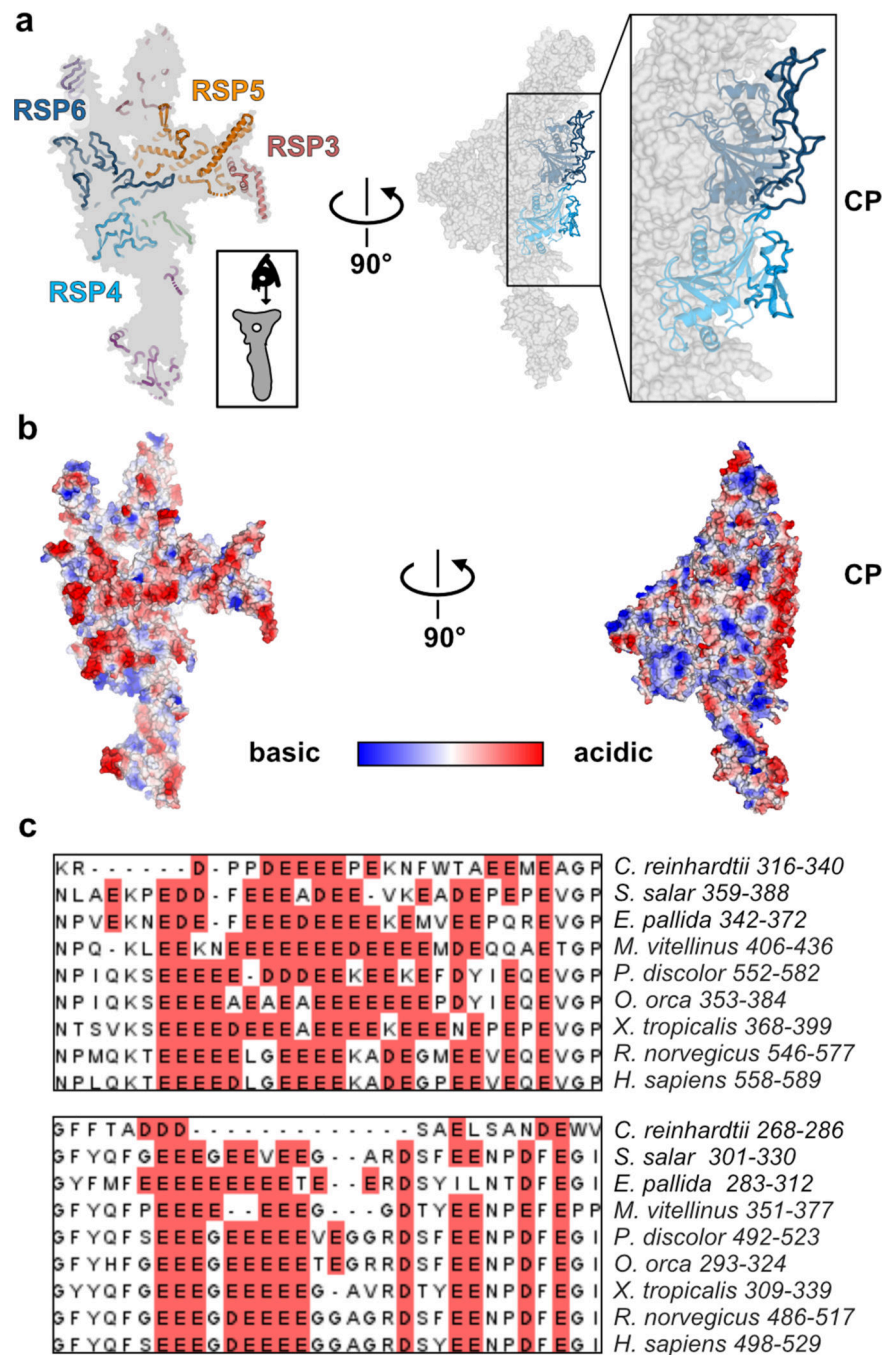 a
RSP6
RSP5
RSP3
RSP4
90°
CP
b
90°
CP
basic
acidic
c
KR------D-PPDEEEEPEKNFWTAEEMEAGP C. reinhardtii 316-340
NLAEKPEDD-FEEEADEE-VKEADEPEPEVGP S. salar 359-388
NPVEKNEDE-FEEEDEEEEKEMVEEPQREVGP E. pallida 342-372
NPQ-KLEEKNEEEEEEEDEEEEMDEQQAETGP M. vitellinus 406-436
NPIQKSEEEEE-DDDEEKEEKEFDYIEQEVGP P. discolor 552-582
NPIQKSEEEEAEAEAEEEEEEEPDYIEQEVGP O. orca 353-384
NTSVKSEEEEDEEEAEEEEKEEENEPEPEVGP X. tropicalis 368-399
NPMQKTEEEEELGEEEEKADEGMEEVEQEVGP R. norvegicus 546-577
NPLQKTEEEEDLGEEEEKADEGPEEVEQEVGP H. sapiens 558-589
GFFTADDD--------------SAELSANDEWV C. reinhardtii 268-286
GFYQFGEEEGEEVEEG--ARDSFEENPDFEGI S. salar 301-330
GYFMFEEEEEEEEETE--ERDSYILNTDFEGI E. pallida 283-312
GFYQFPEEEE--EEEG---GDTYEENPEFEPP M. vitellinus 351-377
GFYQFSEEEGEEEEEVEGGRDSFEENPDFEGI P. discolor 492-523
GFYHFGEEEGEEEEETEGRRDSFEENPDFEGI O. orca 293-324
GYYQFGEEEGEEEEEG-AVRDTYEENPDFEGI X. tropicalis 309-339
GFYQFGEEEGDEEEEGGAGRDSFEENPDFEGI R. norvegicus 486-517
GFYQFSEEEGDEEEEGGAGRDSYEENPDFEGI H. sapiens 498-529